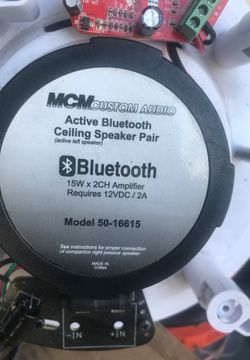 MCM CUSTOM AUDIO
Active Bluetooth
Ceiling Speaker Pair
(active left speaker)
Bluetooth
15W x 2CH Amplifier
Requires 12VDC / 2A
Model 50-16615
See instructions for proper connection
of companion right passive speaker.
MADE IN
CHINA
-IN
-IN